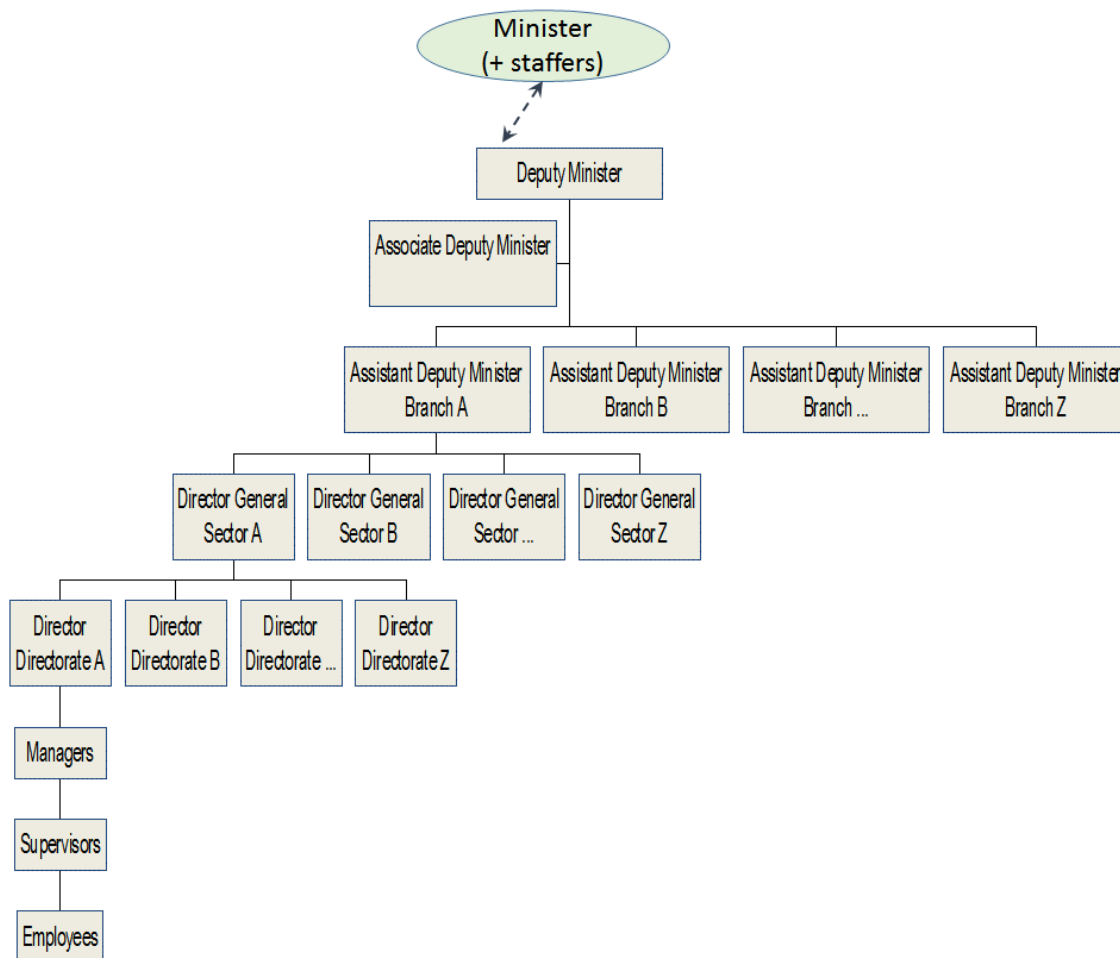 Minister
(+ staffers)
Deputy Minister
Associate Deputy Minister
Assistant Deputy Minister
Branch A
Assistant Deputy Minister
Branch B
Assistant Deputy Minister
Branch ...
Assistant Deputy Minister
Branch Z
Director General
Sector A
Director General
Sector B
Director General
Sector ...
Director General
Sector Z
Director
Directorate A
Director
Directorate B
Director
Directorate ...
Director
Directorate Z
Managers
Supervisors
Employees